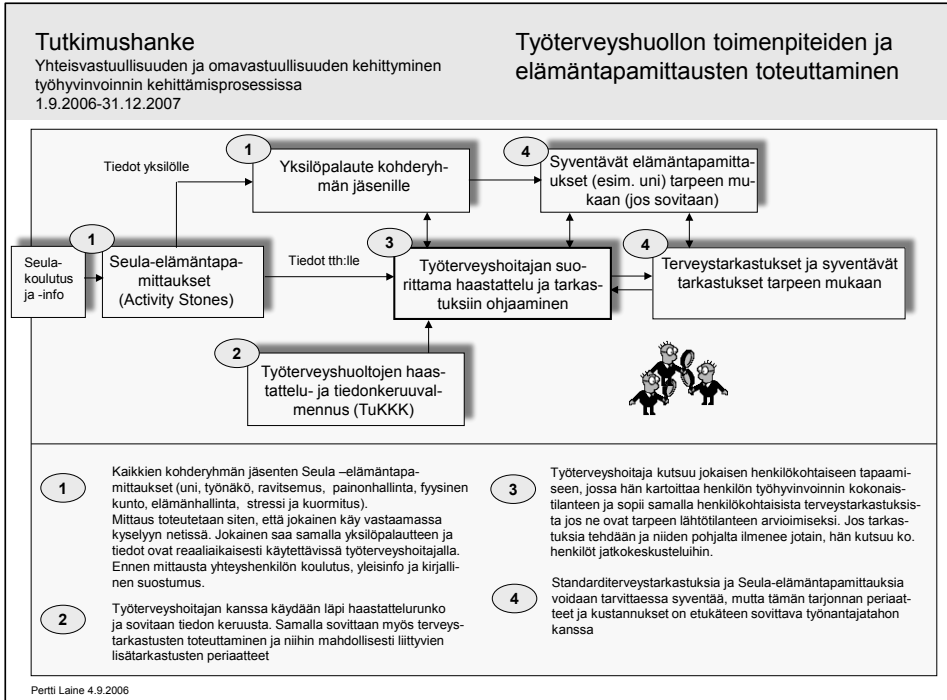 Tutkimushanke
Yhteisvastuullisuuden ja omavastuullisuuden kehittyminen
työhyvinvoinnin kehittämisprosessissa
1.9.2006-31.12.2007
Työterveyshuollon toimenpiteiden ja
elämäntapamittausten toteuttaminen
1
Yksilöpalaute kohderyh-
män jäsenille
4
Syventävät elämäntapamitta-
ukset (esim. uni) tarpeen mu-
kaan (jos sovitaan)
Tiedot yksilölle
Seula-
koulutus
ja -info
1
Seula-elämäntapa-
mittaukset
(Activity Stones)
Tiedot tth:lle
3
Työterveyshoitajan suo-
rittama haastattelu ja tarkas-
tuksiin ohjaaminen
4
Terveystarkastukset ja syventävät
tarkastukset tarpeen mukaan
2
Työterveyshuoltojen haas-
tattelu- ja tiedonkeruuval-
mennus (TuKKK)
1
Kaikkien kohderyhmän jäsenten Seula –elämäntapa-
mittaukset (uni, työnäkö, ravitsemus, painonhallinta, fyysinen
kunto, elämänhallinta, stressi ja kuormitus).
Mittaus toteutetaan siten, että jokainen käy vastaamassa
kyselyyn netissä. Jokainen saa samalla yksilöpalautteen ja
tiedot ovat reaaliaikaisesti käytettävissä työterveyshoitajalla.
Ennen mittausta yhteyshenkilön koulutus, yleisinfo ja kirjalli-
nen suostumus.
2
Työterveyshoitajan kanssa käydään läpi haastattelurunko
ja sovitaan tiedon keruusta. Samalla sovittaan myös terveys-
tarkastusten toteuttaminen ja niihin mahdollisesti liittyvien
lisätarkastusten periaatteet
3
Työterveyshoitaja kutsuu jokaisen henkilökohtaiseen tapaami-
seen, jossa hän kartoittaa henkilön työhyvinvoinnin kokonais-
tilanteen ja sopii samalla henkilökohtaisista terveystarkastuksis-
ta jos ne ovat tarpeen lähtötilanteen arvioimiseksi. Jos tarkas-
tuksia tehdään ja niiden pohjalta ilmenee jotain, hän kutsuu ko.
henkilöt jatkokeskusteluihin.
4
Standarditerveystarkastuksia ja Seula-elämäntapamittauksia
voidaan tarvittaessa syventää, mutta tämän tarjonnan periaat-
teet ja kustannukset on etukäteen sovittava työnantajatahon
kanssa
Pertti Laine 4.9.2006